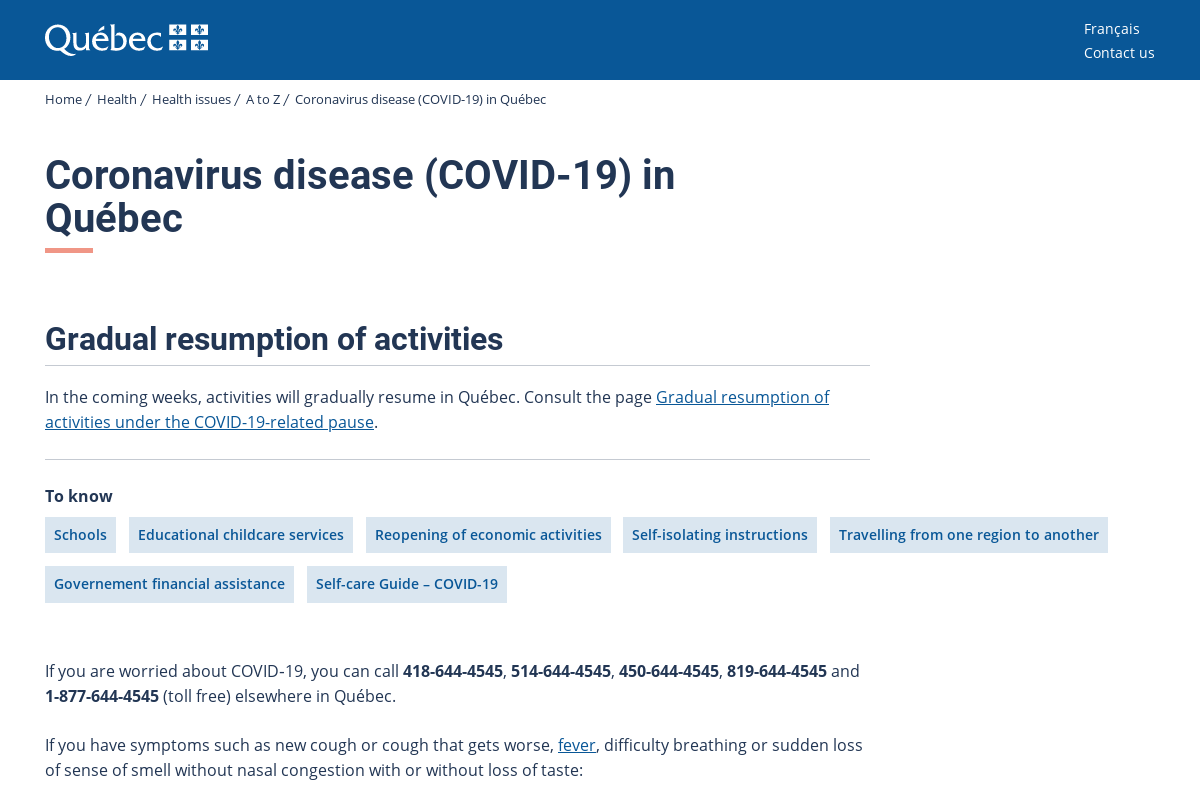 Québec
Français
Contact us
Home / Health / Health issues / A to Z / Coronavirus disease (COVID-19) in Québec
Coronavirus disease (COVID-19) in
Québec
Gradual resumption of activities
In the coming weeks, activities will gradually resume in Québec. Consult the page Gradual resumption of
activities under the COVID-19-related pause.
To know
Schools Educational childcare services Reopening of economic activities Self-isolating instructions Travelling from one region to another
Governement financial assistance Self-care Guide – COVID-19
If you are worried about COVID-19, you can call 418-644-4545, 514-644-4545, 450-644-4545, 819-644-4545 and
1-877-644-4545 (toll free) elsewhere in Québec.
If you have symptoms such as new cough or cough that gets worse, fever, difficulty breathing or sudden loss
of sense of smell without nasal congestion with or without loss of taste: